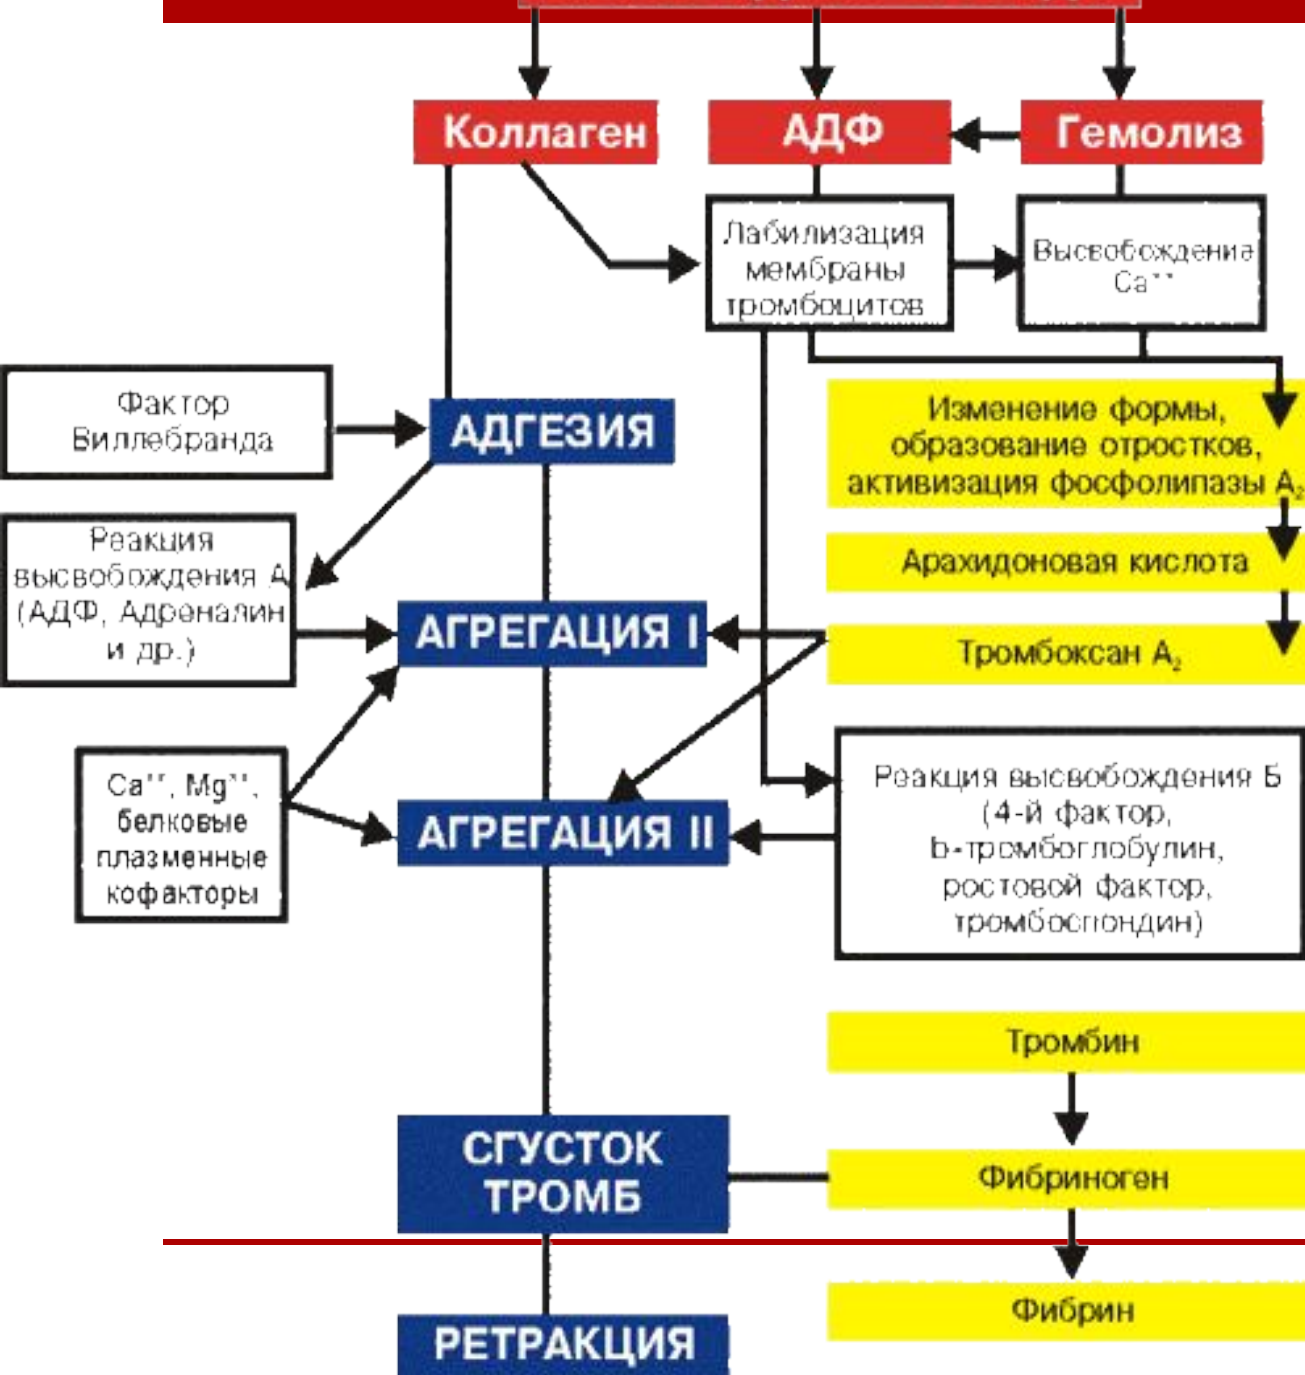 Коллаген
АДФ
Гемолиз
Лабилизация
мембраны
тромбоцитов
Высвобождение
Ca⁺⁺
Фактор
Виллебранда
АДГЕЗИЯ
Изменение формы,
образование отростков,
активизация фосфолипазы A₂
Реакция
высвобождения А
(АДФ, Адреналин
и др.)
Арахидоновая кислота
АГРЕГАЦИЯ I
Тромбоксан A₂
Ca⁺⁺, Mg⁺⁺,
белковые
плазменные
кофакторы
АГРЕГАЦИЯ II
Реакция высвобождения Б
(4-й фактор,
b-тромбоглобулин,
ростовой фактор,
тромбоспондин)
Тромбин
СГУСТОК
ТРОМБ
Фибриноген
Фибрин
РЕТРАКЦИЯ